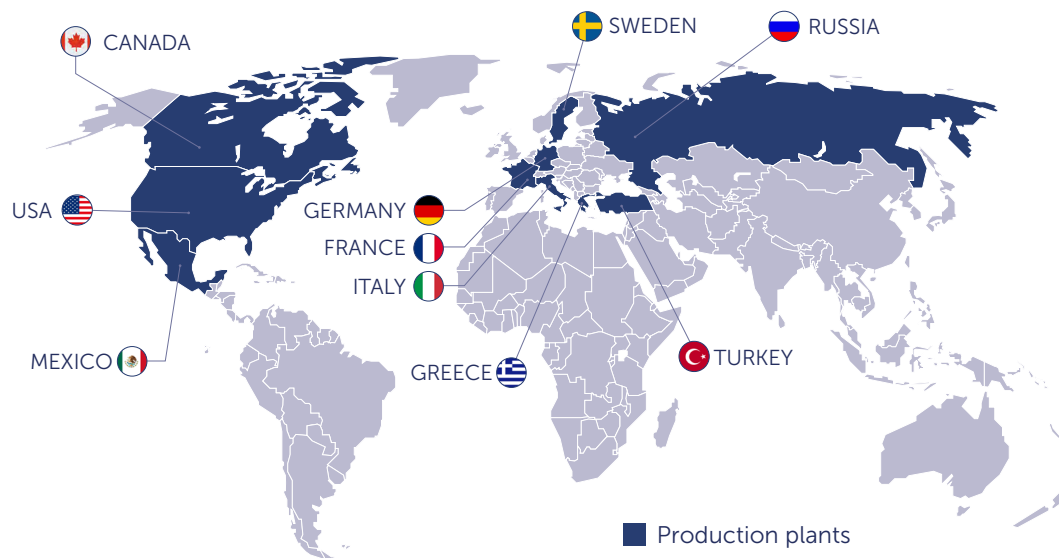 SWEDEN
RUSSIA
CANADA
USA
GERMANY
FRANCE
ITALY
MEXICO
GREECE
TURKEY
Production plants